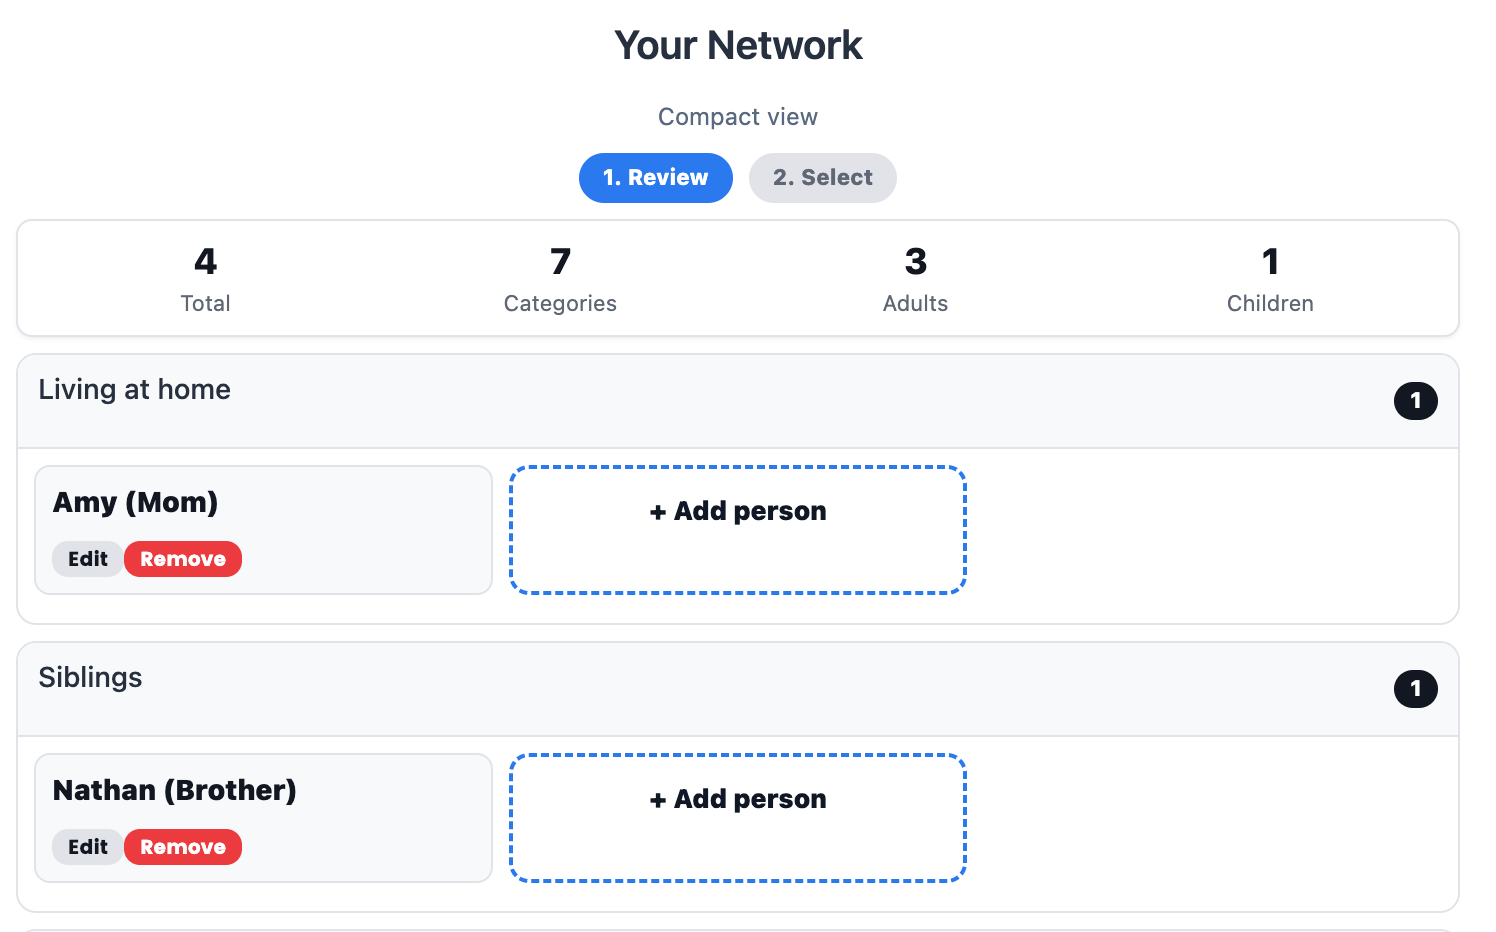 Your Network
Compact view
1. Review
2. Select
4
Total
7
Categories
3
Adults
1
Children
Living at home
1
Amy (Mom)
Edit
Remove
+ Add person
Siblings
1
Nathan (Brother)
Edit
Remove
+ Add person